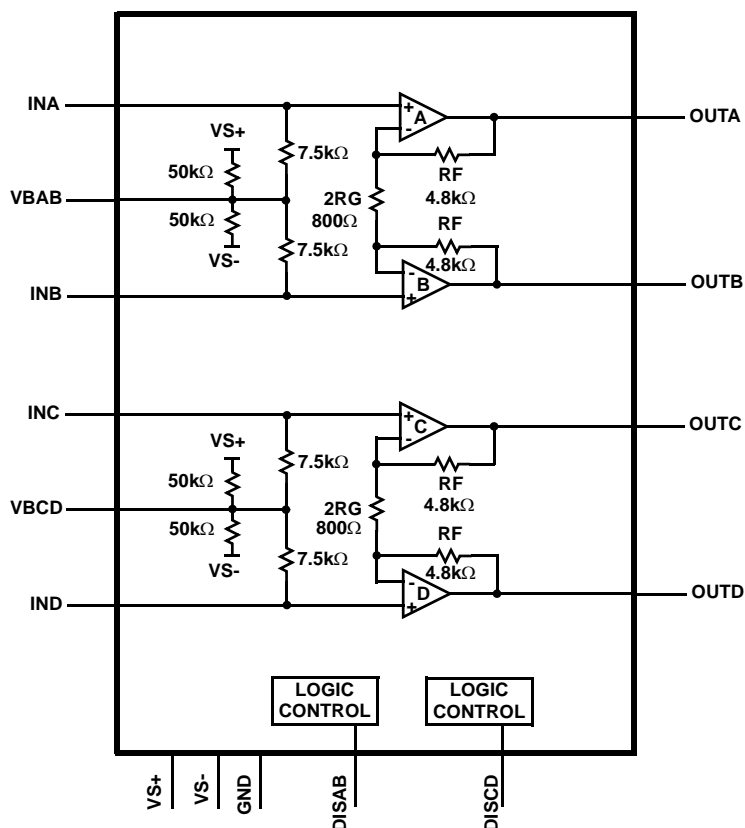 INA
VS+
50kΩ
VBAB
50kΩ
VS-
INB
7.5kΩ
7.5kΩ
+
A
-
OUTA
RF
4.8kΩ
2RG
800Ω
RF
4.8kΩ
-
B
+
OUTB
INC
VS+
50kΩ
VBCD
50kΩ
VS-
IND
7.5kΩ
7.5kΩ
+
C
-
OUTC
RF
4.8kΩ
2RG
800Ω
RF
4.8kΩ
-
D
+
OUTD
LOGIC
CONTROL
LOGIC
CONTROL
VS+
VS-
GND
DISAB
DISCD